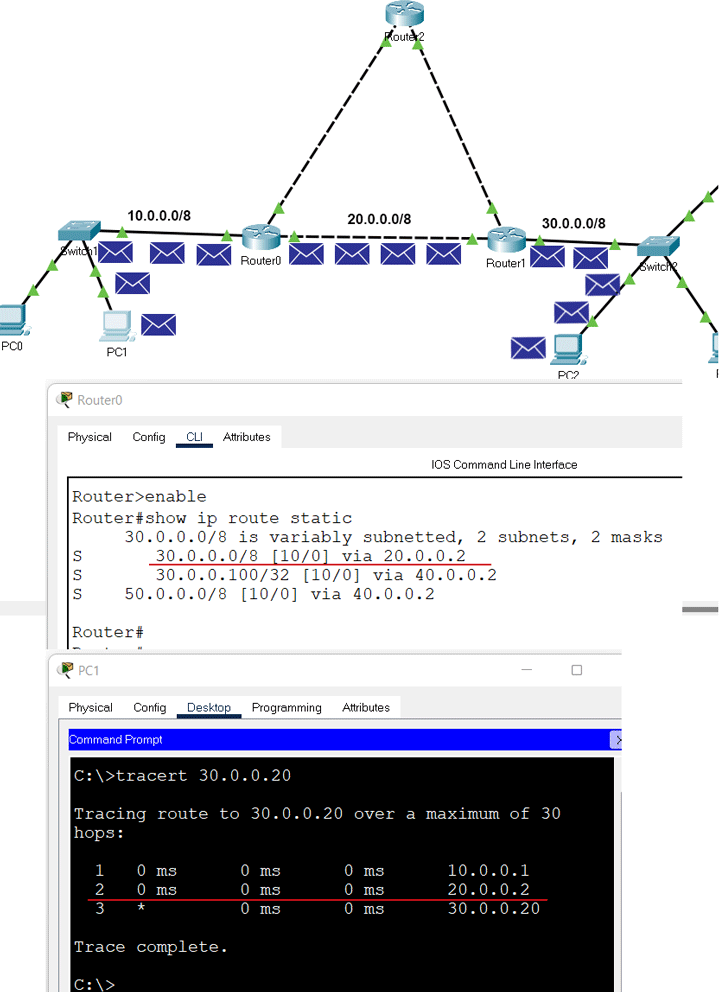 Router2
10.0.0.0/8
20.0.0.0/8
30.0.0.0/8
Switch1
Router0
Router1
Switch2
PC0
PC1
PC2
Router0
Physical Config CLI Attributes
IOS Command Line Interface
Router>enable
Router#show ip route static
30.0.0.0/8 is variably subnetted, 2 subnets, 2 masks
S 30.0.0.0/8 [10/0] via 20.0.0.2
S 30.0.0.100/32 [10/0] via 40.0.0.2
S 50.0.0.0/8 [10/0] via 40.0.0.2
Router#
PC1
Physical Config Desktop Programming Attributes
Command Prompt
C:\>tracert 30.0.0.20
Tracing route to 30.0.0.20 over a maximum of 30
hops:
1 0 ms 0 ms 0 ms 10.0.0.1
2 0 ms 0 ms 0 ms 20.0.0.2
3 * 0 ms 0 ms 30.0.0.20
Trace complete.
C:\>